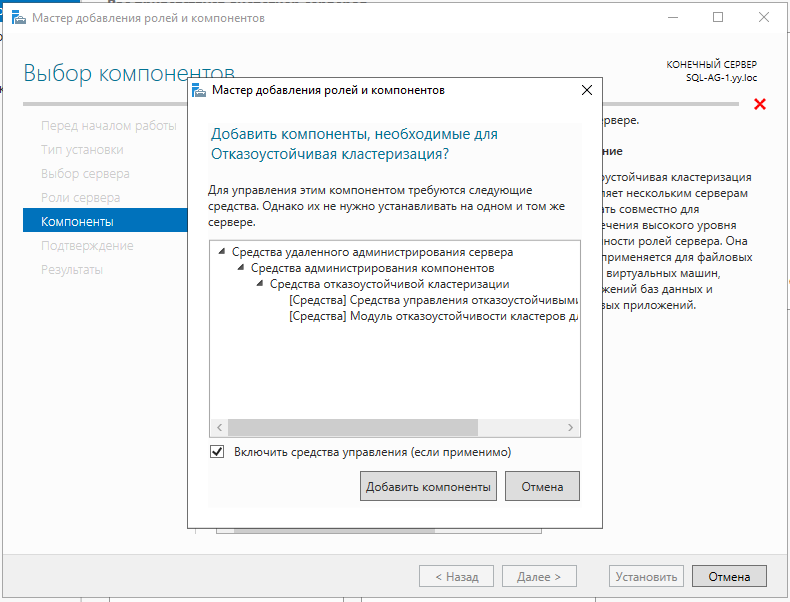 Мастер добавления ролей и компонентов
Выбор компонентов
КОНЕЧНЫЙ СЕРВЕР
SQL-AG-1.yy.loc
Перед началом работы
Тип установки
Выбор сервера
Роли сервера
Компоненты
Подтверждение
Результаты
Мастер добавления ролей и компонентов
Добавить компоненты, необходимые для
Отказоустойчивая кластеризация?
Для управления этим компонентом требуются следующие
средства. Однако их не нужно устанавливать на одном и том же
сервере.
Средства удаленного администрирования сервера
Средства администрирования компонентов
Средства отказоустойчивой кластеризации
[Средства] Средства управления отказоустойчивыми
[Средства] Модуль отказоустойчивости кластеров
Включить средства управления (если применимо)
Добавить компоненты
Отмена
рвере.
ние
оустойчивая кластеризация
ляет нескольким серверам
ать совместно для
ечения высокого уровня
ности ролей сервера. Она
применяется для файловых
виртуальных машин,
жений баз данных и
вых приложений.
< Назад
Далее >
Установить
Отмена